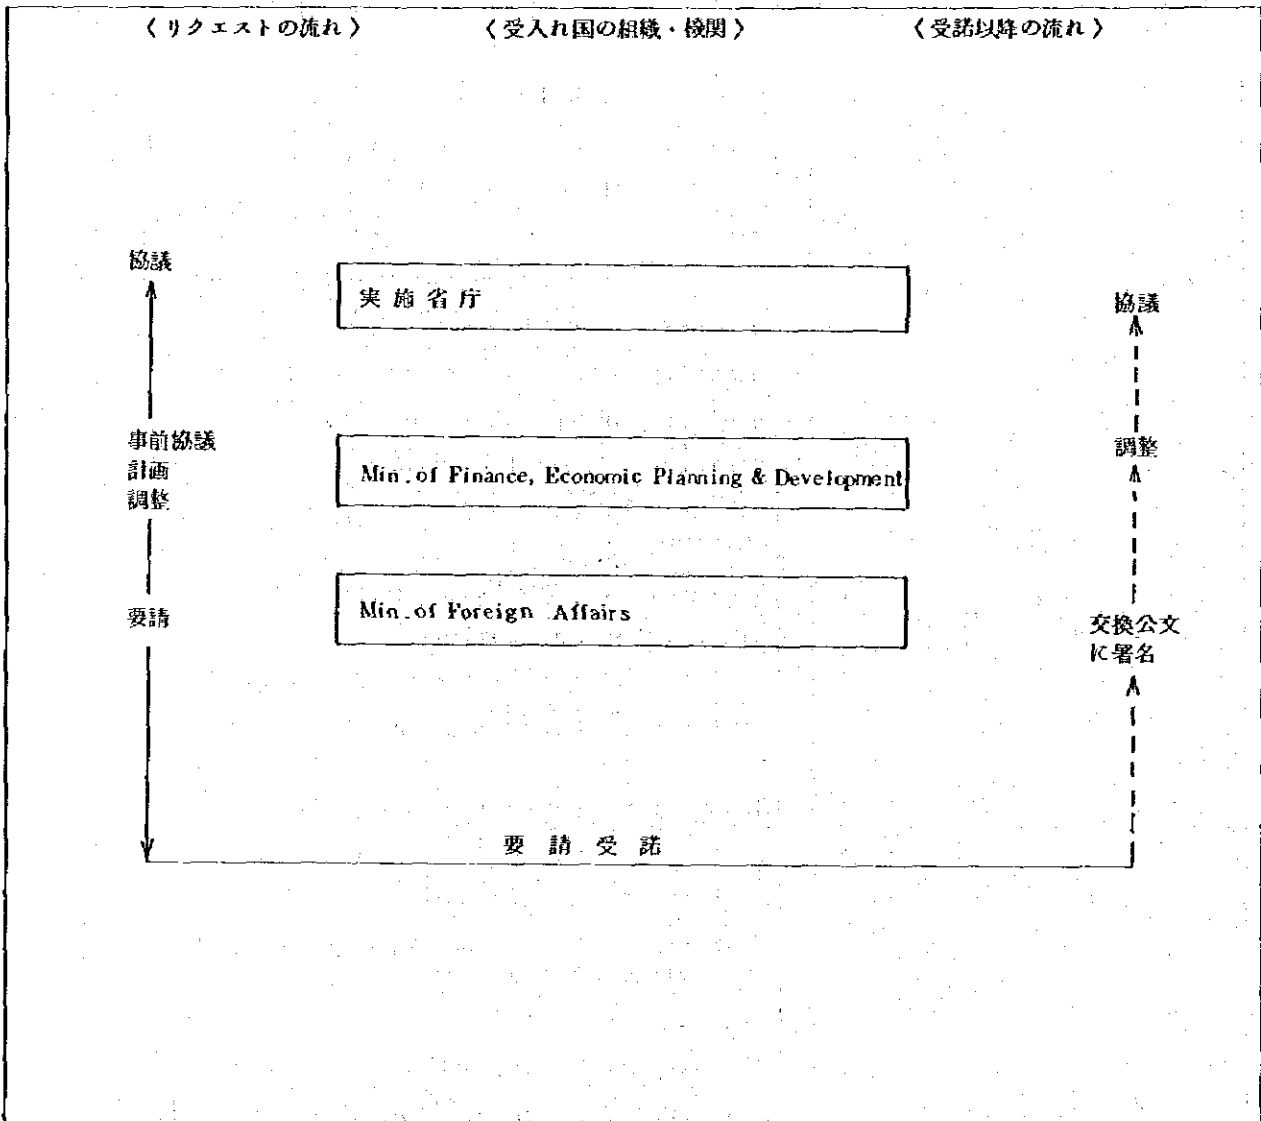 〈リクエストの流れ〉
〈受入れ国の組織・機関〉
〈受諾以降の流れ〉
協議
事前協議
計画
調整
要請
実施省庁
Min. of Finance, Economic Planning & Development
Min. of Foreign Affairs
協議
調整
交換公文
に署名
要請受諾